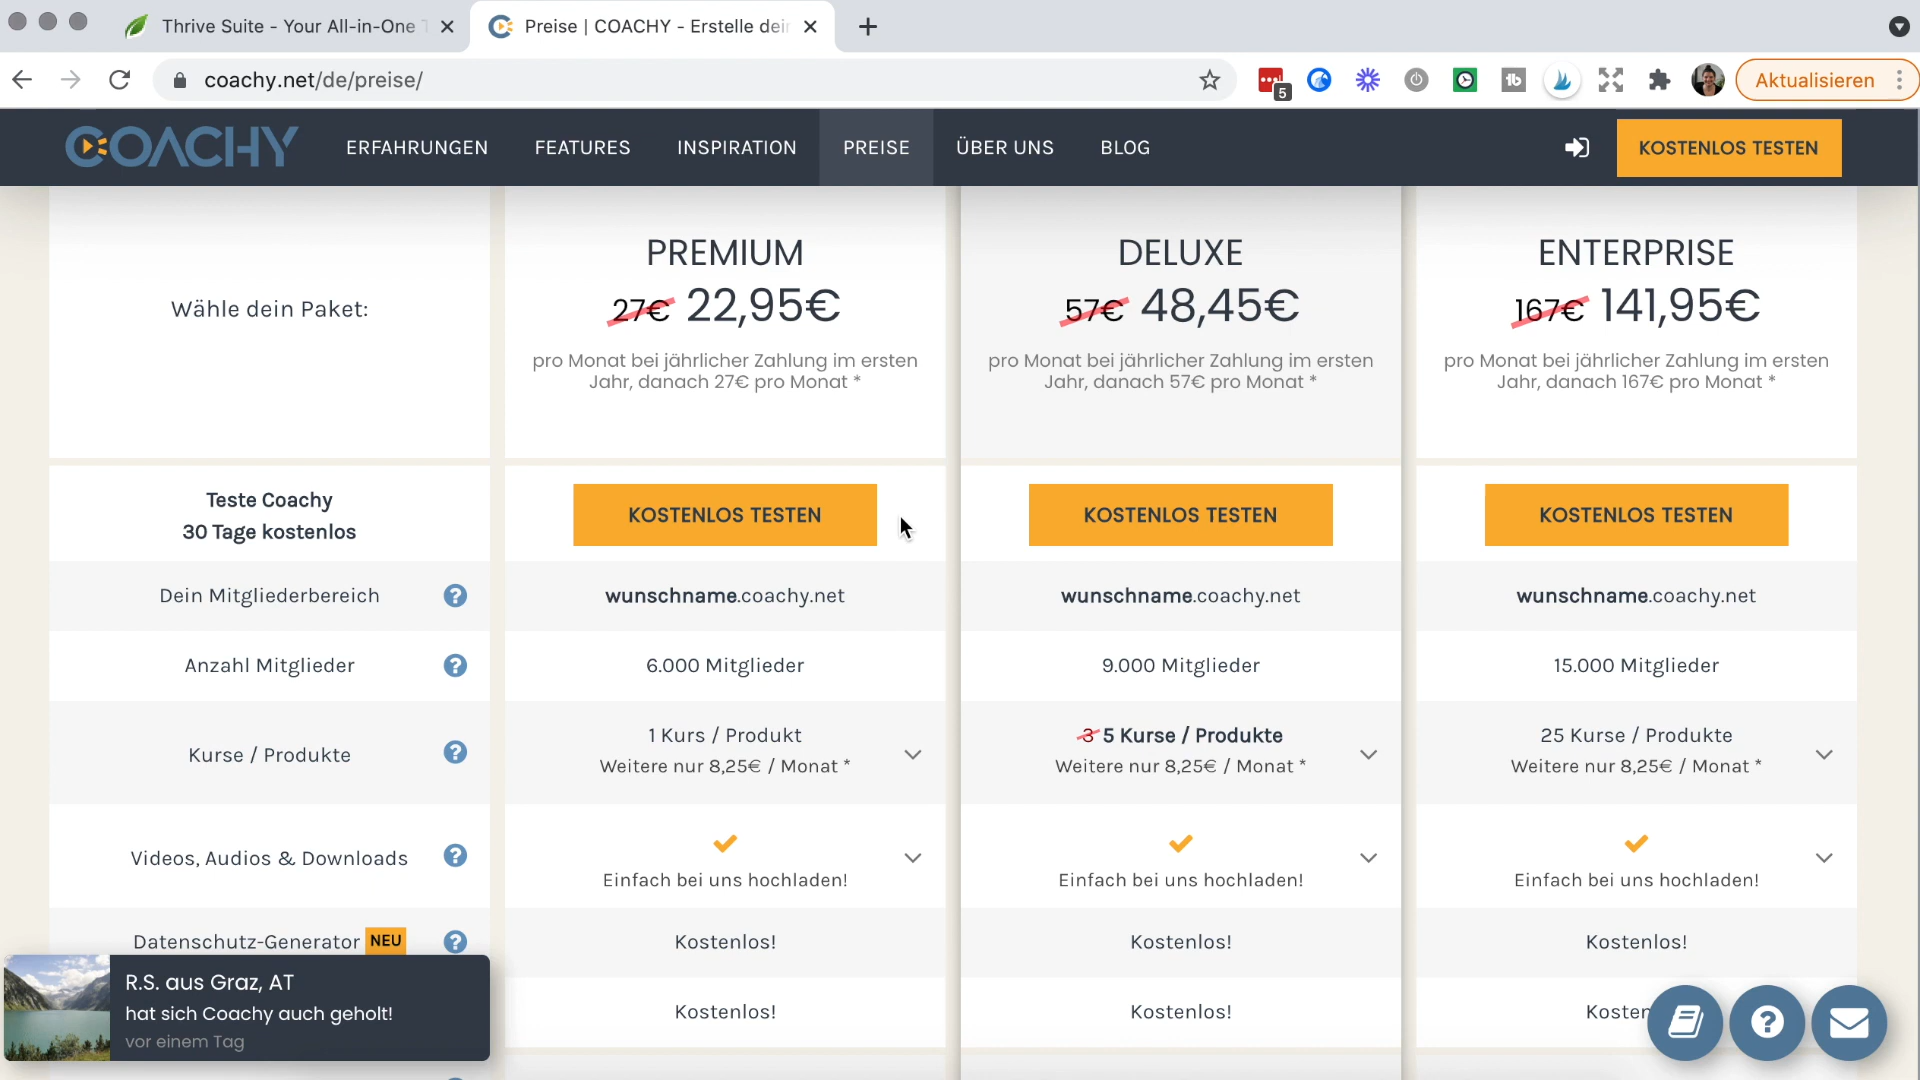 Thrive Suite - Your All-in-One T
Preise | COACHY - Erstelle dein
coachy.net/de/preise/
5
tb
Aktualisieren
COACHY
ERFAHRUNGEN
FEATURES
INSPIRATION
PREISE
ÜBER UNS
BLOG
KOSTENLOS TESTEN
Wähle dein Paket:
PREMIUM
27€ 22,95€
pro Monat bei jährlicher Zahlung im ersten
Jahr, danach 27€ pro Monat *
DELUXE
57€ 48,45€
pro Monat bei jährlicher Zahlung im ersten
Jahr, danach 57€ pro Monat *
ENTERPRISE
167€ 141,95€
pro Monat bei jährlicher Zahlung im ersten
Jahr, danach 167€ pro Monat *
Teste Coachy
30 Tage kostenlos
KOSTENLOS TESTEN
KOSTENLOS TESTEN
KOSTENLOS TESTEN
Dein Mitgliederbereich
?
wunschname.coachy.net
wunschname.coachy.net
wunschname.coachy.net
Anzahl Mitglieder
?
6.000 Mitglieder
9.000 Mitglieder
15.000 Mitglieder
Kurse / Produkte
?
1 Kurs / Produkt
Weitere nur 8,25€ / Monat *
3 5 Kurse / Produkte
Weitere nur 8,25€ / Monat *
25 Kurse / Produkte
Weitere nur 8,25€ / Monat *
Videos, Audios & Downloads
?
Einfach bei uns hochladen!
Einfach bei uns hochladen!
Einfach bei uns hochladen!
Datenschutz-Generator NEU
?
Kostenlos!
Kostenlos!
Kostenlos!
R.S. aus Graz, AT
hat sich Coachy auch geholt!
vor einem Tag
Kostenlos!
Kostenlos!
Kosten
?